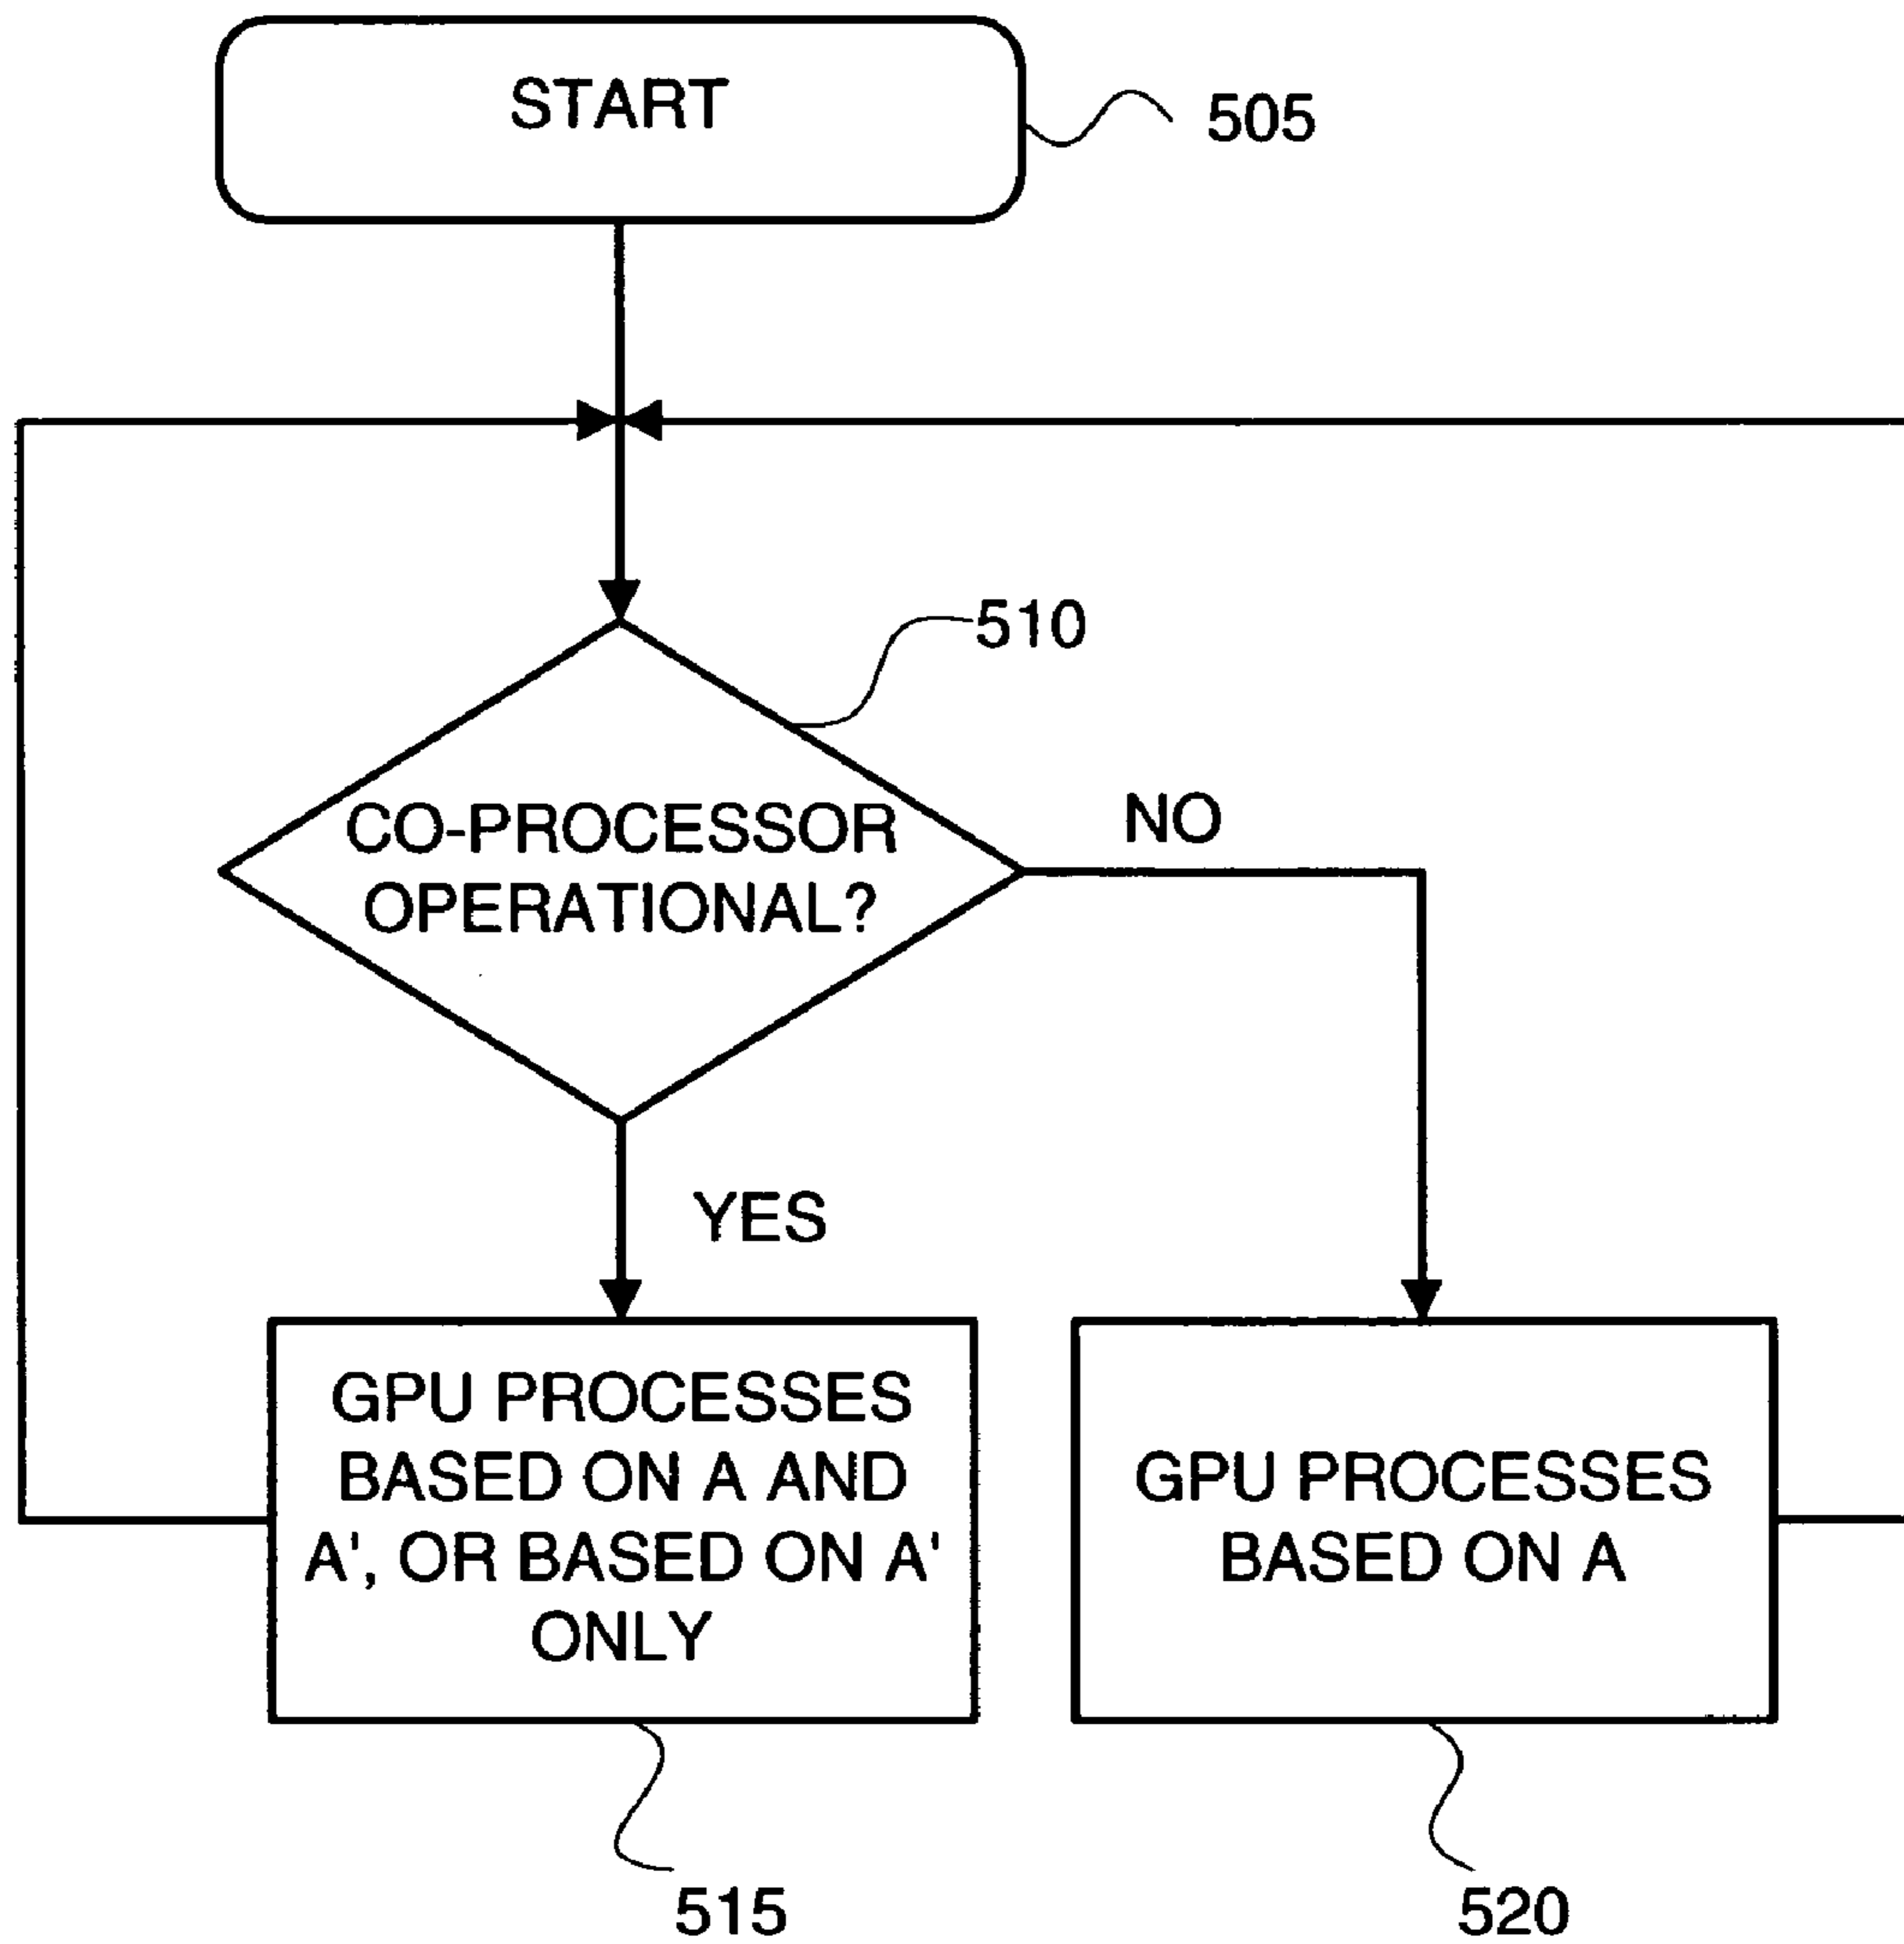 START
505
510
CO-PROCESSOR
OPERATIONAL?
NO
YES
GPU PROCESSES
BASED ON A AND
A', OR BASED ON A'
ONLY
GPU PROCESSES
BASED ON A
515
520